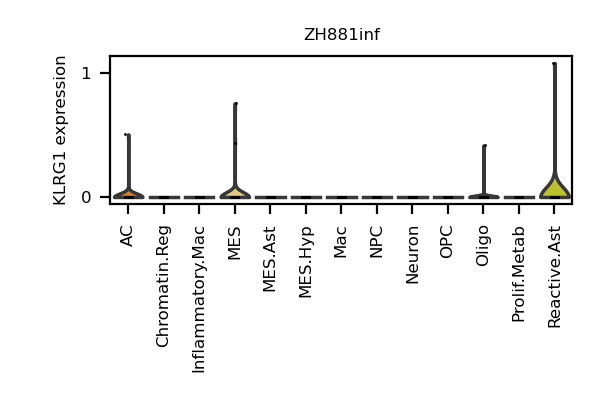 ZH881inf
KLRG1 expression
1
0
AC
Chromatin.Reg
Inflammatory.Mac
MES
MES.Ast
MES.Hyp
Mac
NPC
Neuron
OPC
Oligo
Prolif.Metab
Reactive.Ast